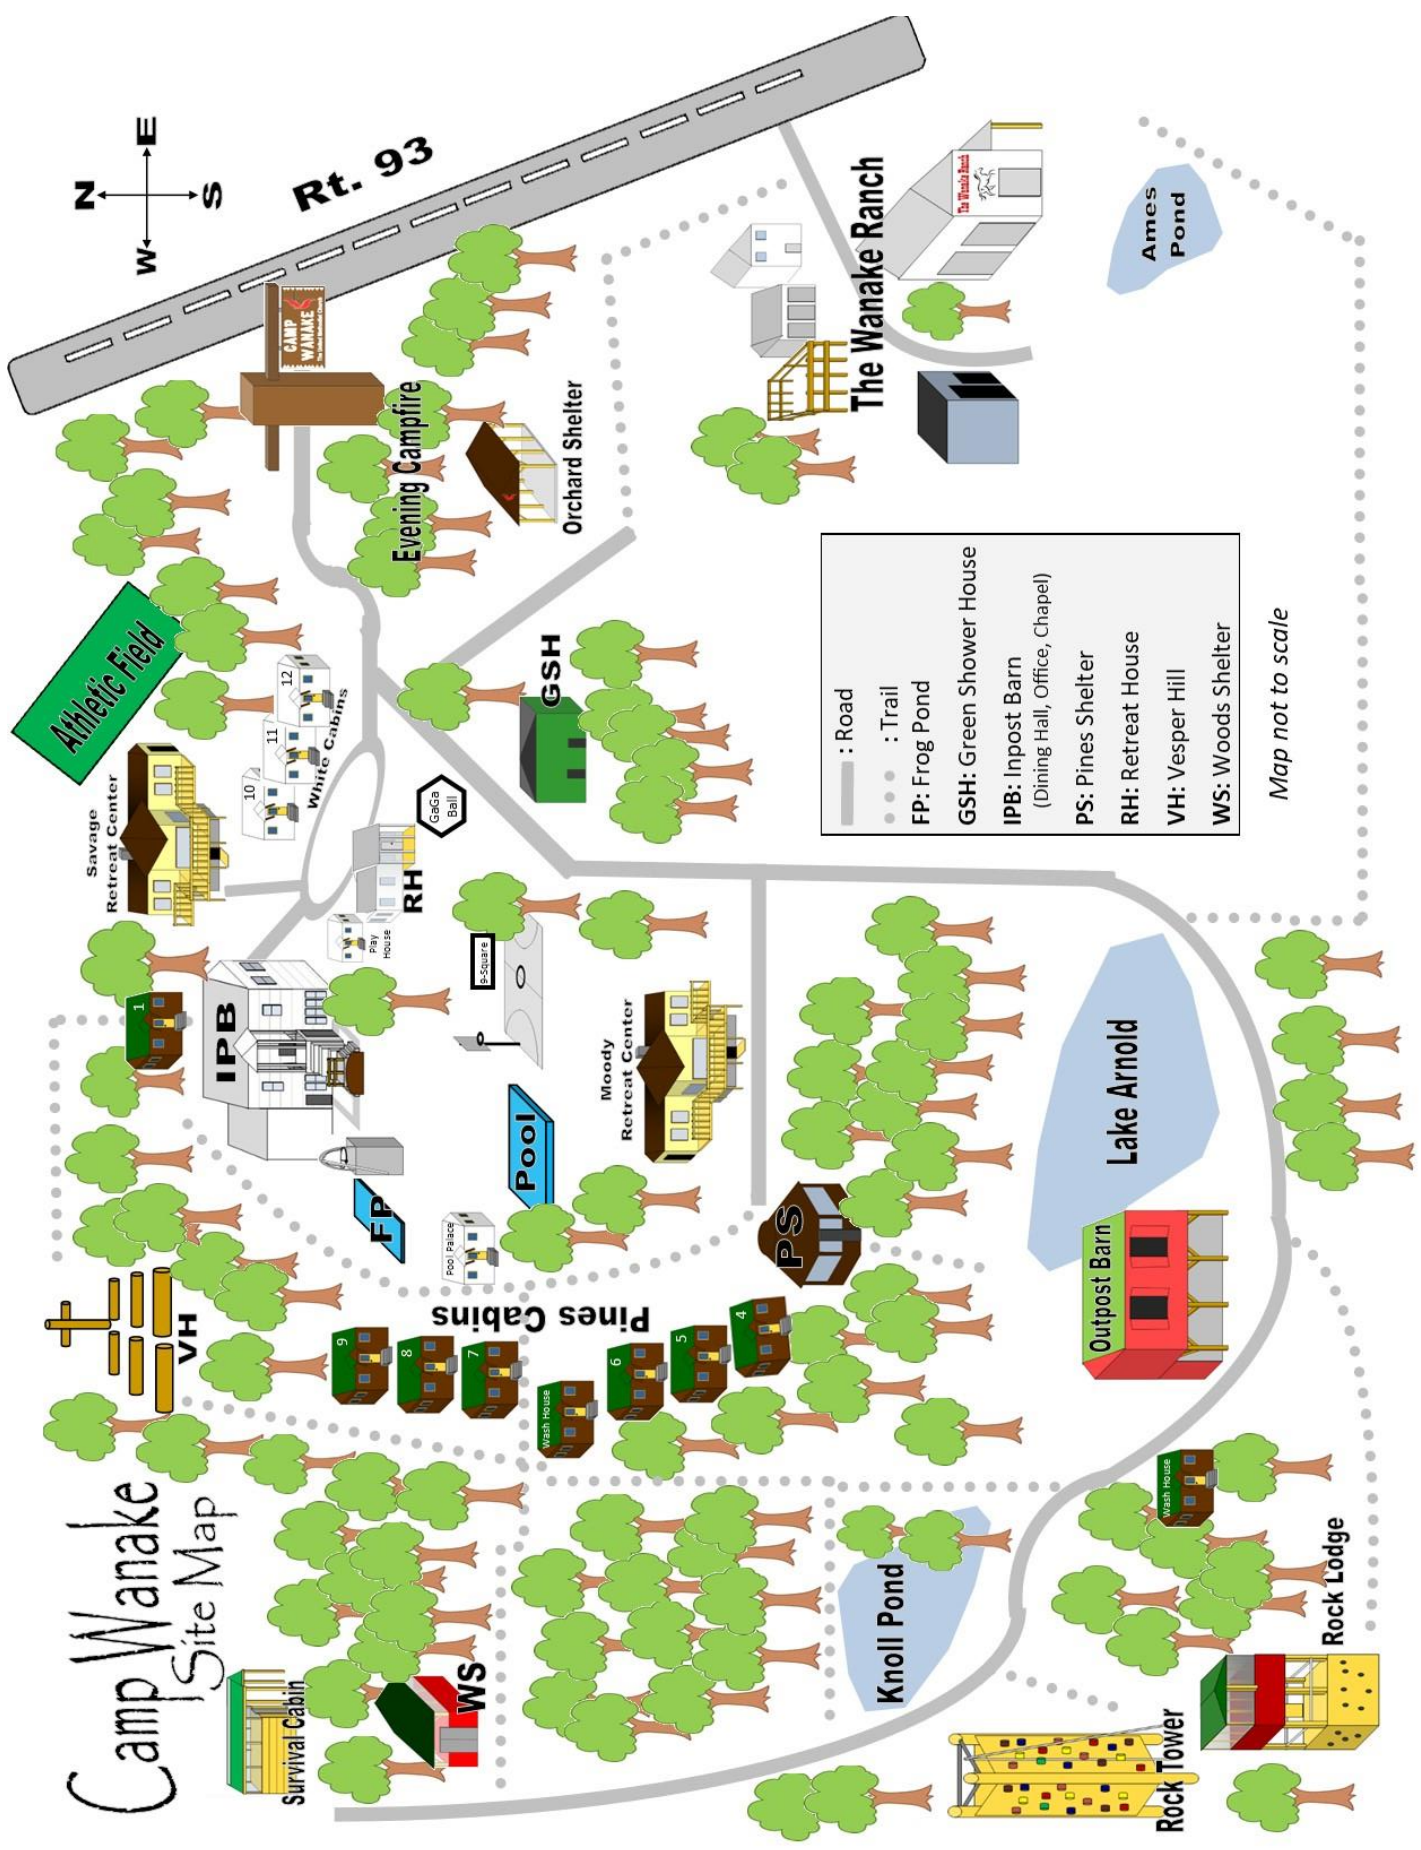 Camp Wanake
Site Map
N
W E
S
Rt. 93
CAMP
WANAKE
Evening Campfire
Orchard Shelter
Athletic Field
Savage
Retreat Center
10
11
12
White Cabins
GSH
GaGa
Ball
RH
Play
House
1
IPB
9-Square
Pool
FP
Pool Palace
Moody
Retreat Center
VH
Pines Cabins
9
8
7
6
5
4
Wash House
PS
Survival Cabin
WS
Knoll Pond
Lake Arnold
Outpost Barn
Wash House
Rock Lodge
Rock Tower
The Wanake Ranch
The Wanake Ranch
Ames
Pond
: Road
: Trail
FP: Frog Pond
GSH: Green Shower House
IPB: Inpost Barn
(Dining Hall, Office, Chapel)
PS: Pines Shelter
RH: Retreat House
VH: Vesper Hill
WS: Woods Shelter
Map not to scale